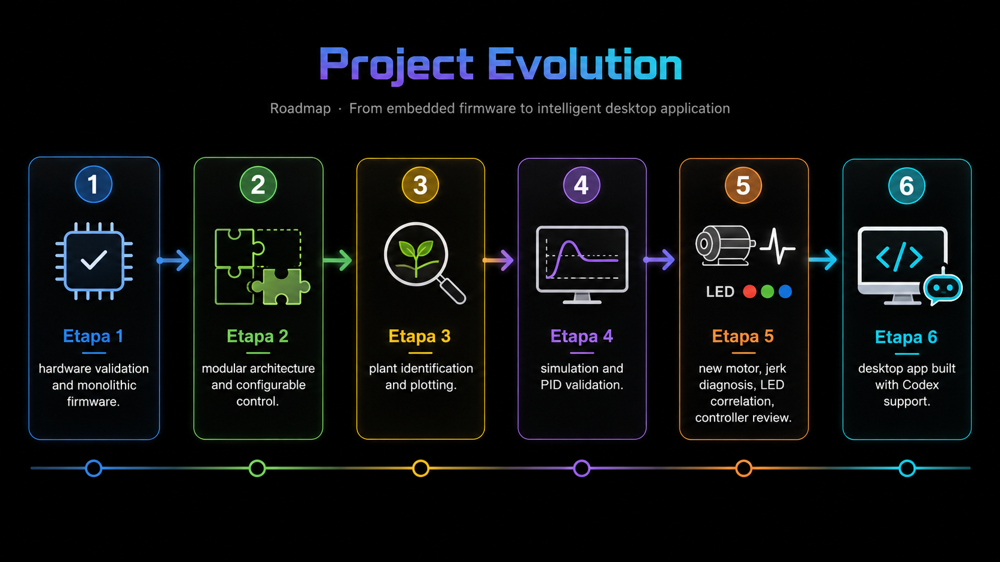 Project Evolution
Roadmap · From embedded firmware to intelligent desktop application
1
Etapa 1
hardware validation
and monolithic
firmware.
2
Etapa 2
modular architecture
and configurable
control.
3
Etapa 3
plant identification
and plotting.
4
Etapa 4
simulation and
PID validation.
5
LED
Etapa 5
new motor, jerk
diagnosis, LED
correlation,
controller review.
6
</>
Etapa 6
desktop app built
with Codex
support.